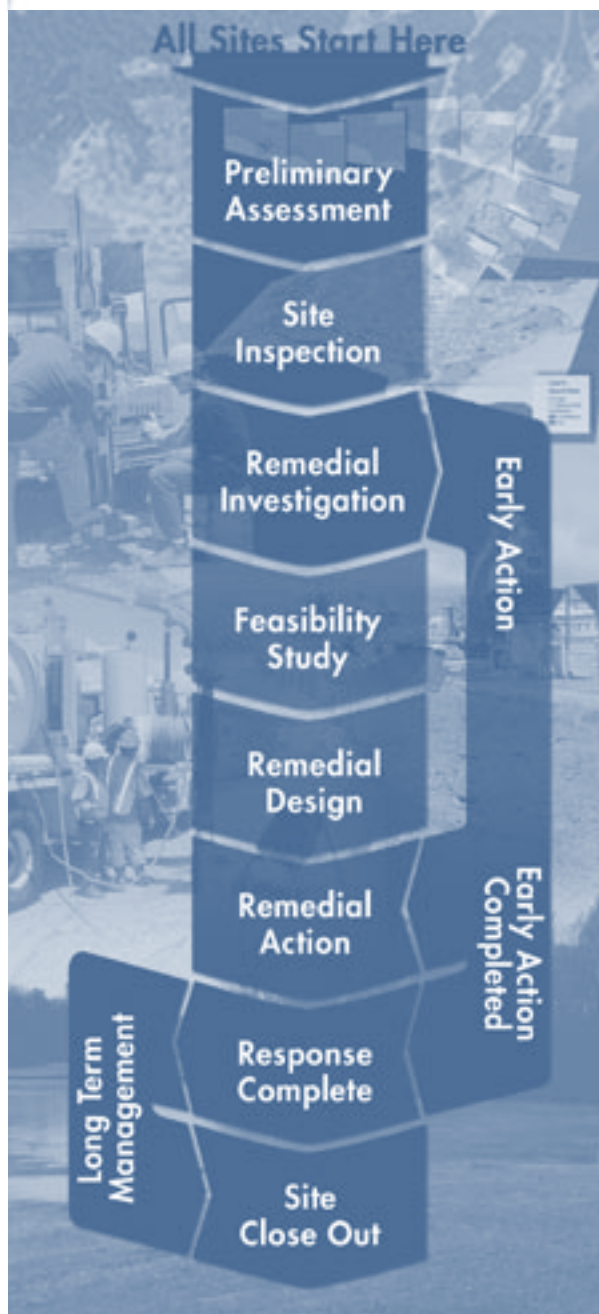 All Sites Start Here
Preliminary
Assessment
Site
Inspection
Remedial
Investigation
Early Action
Feasibility
Study
Remedial
Design
Remedial
Action
Early Action
Completed
Response
Complete
Long Term
Management
Site
Close Out